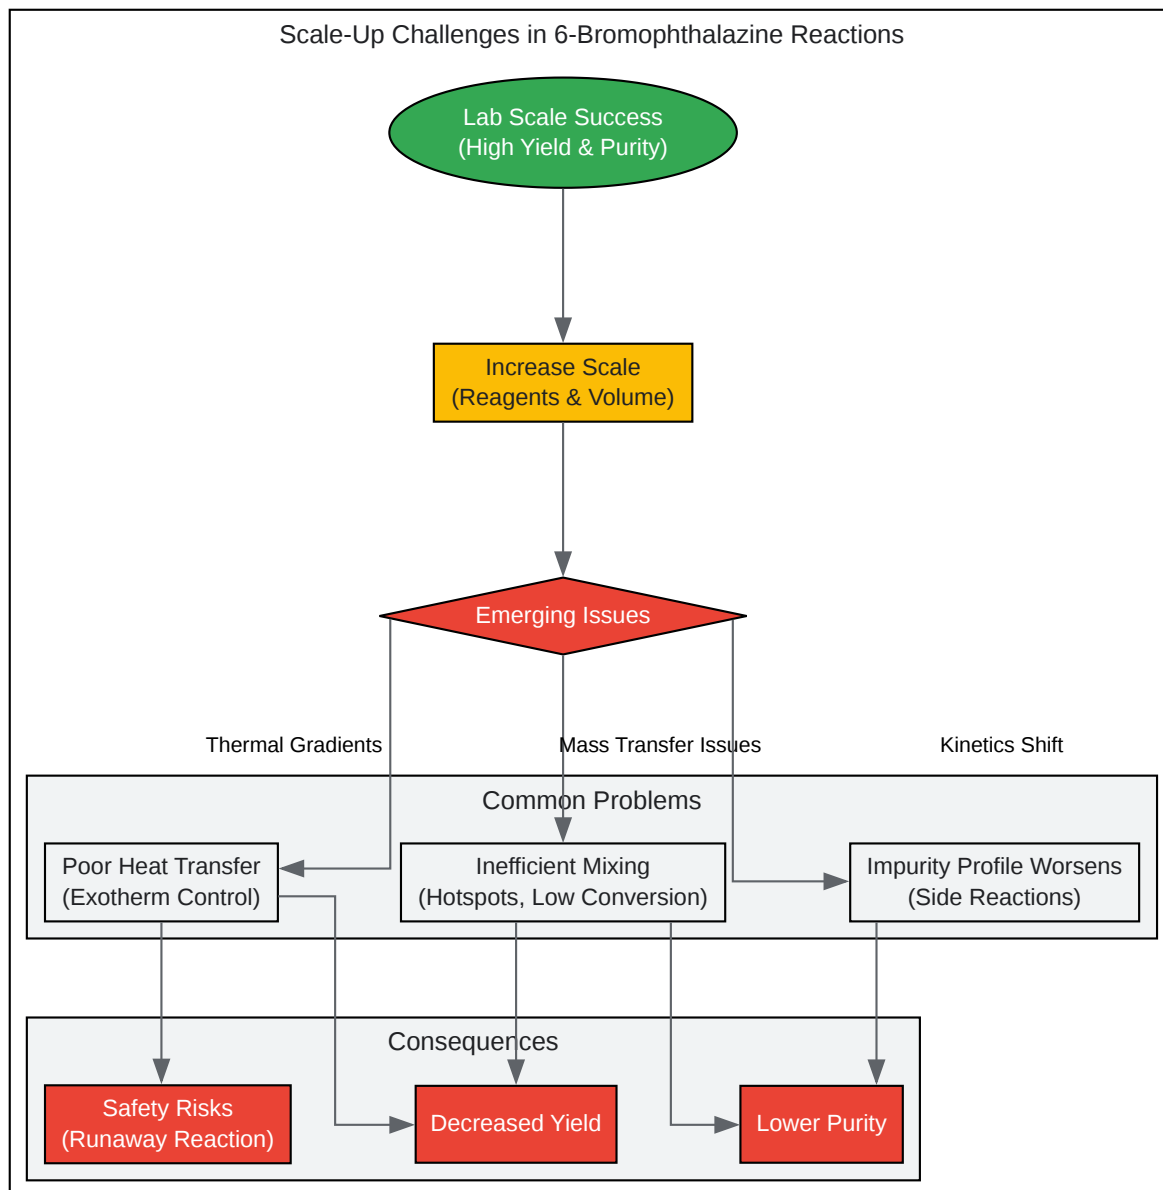 Scale-Up Challenges in 6-Bromophthalazine Reactions
Lab Scale Success
(High Yield & Purity)
Increase Scale
(Reagents & Volume)
Emerging Issues
Thermal Gradients
Mass Transfer Issues
Kinetics Shift
Common Problems
Poor Heat Transfer
(Exotherm Control)
Inefficient Mixing
(Hotspots, Low Conversion)
Impurity Profile Worsens
(Side Reactions)
Consequences
Safety Risks
(Runaway Reaction)
Decreased Yield
Lower Purity